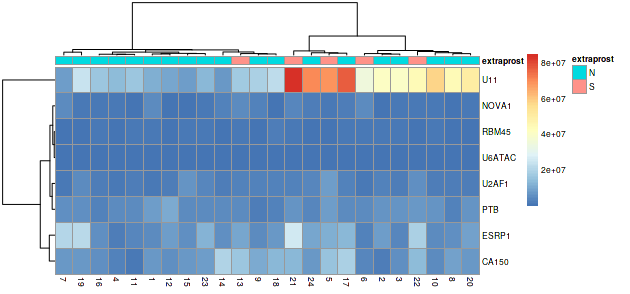 extraprost
U11
NOVA1
RBM45
U6ATAC
U2AF1
PTB
ESRP1
CA150
7 19 16 4 11 1 12 15 23 14 13 9 18 21 24 5 17 6 2 3 22 10 8 20
8e+07
6e+07
4e+07
2e+07
extraprost
N
S